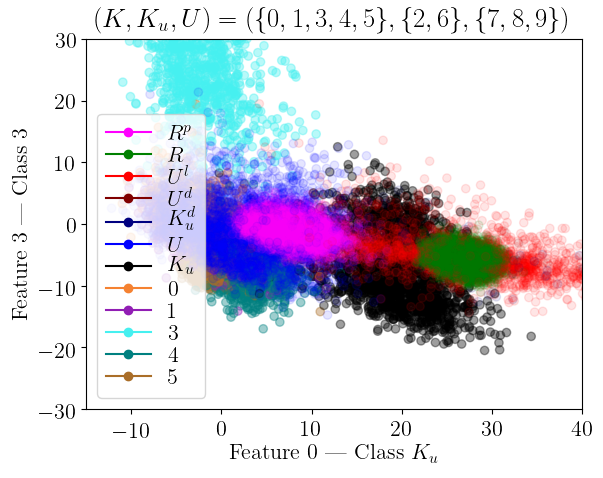 (K, K_u, U) = ({0, 1, 3, 4, 5}, {2, 6}, {7, 8, 9})
30
20
10
0
−10
−20
−30
Feature 3 — Class 3
R^p
R
U^l
U^d
K_u^d
U
K_u
0
1
3
4
5
−10
0
10
20
30
40
Feature 0 — Class K_u